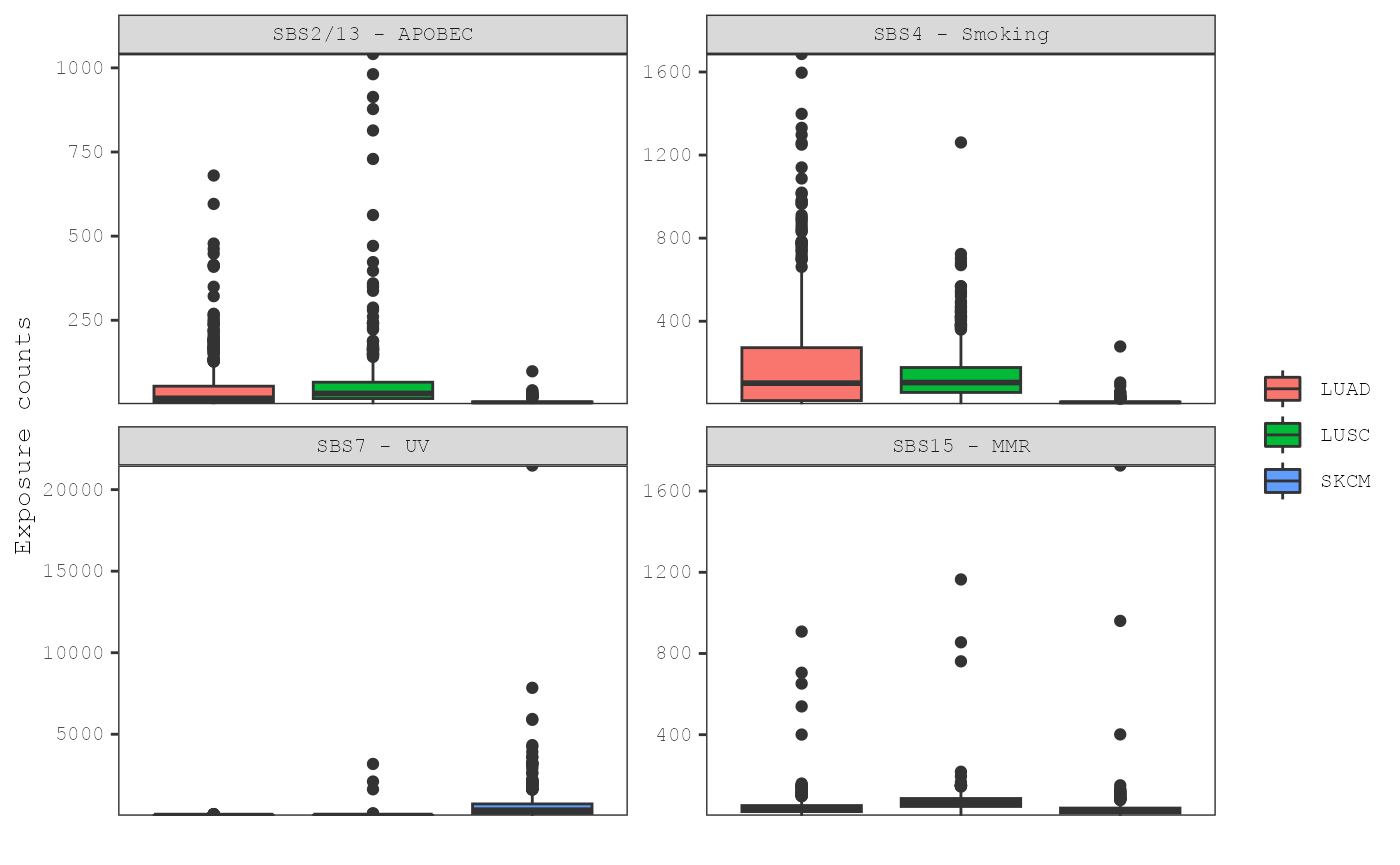 SBS2/13 - APOBEC
SBS4 - Smoking
1000
750
500
250
1600
1200
800
400
SBS7 - UV
SBS15 - MMR
20000
15000
10000
5000
1600
1200
800
400
Exposure counts
LUAD
LUSC
SKCM